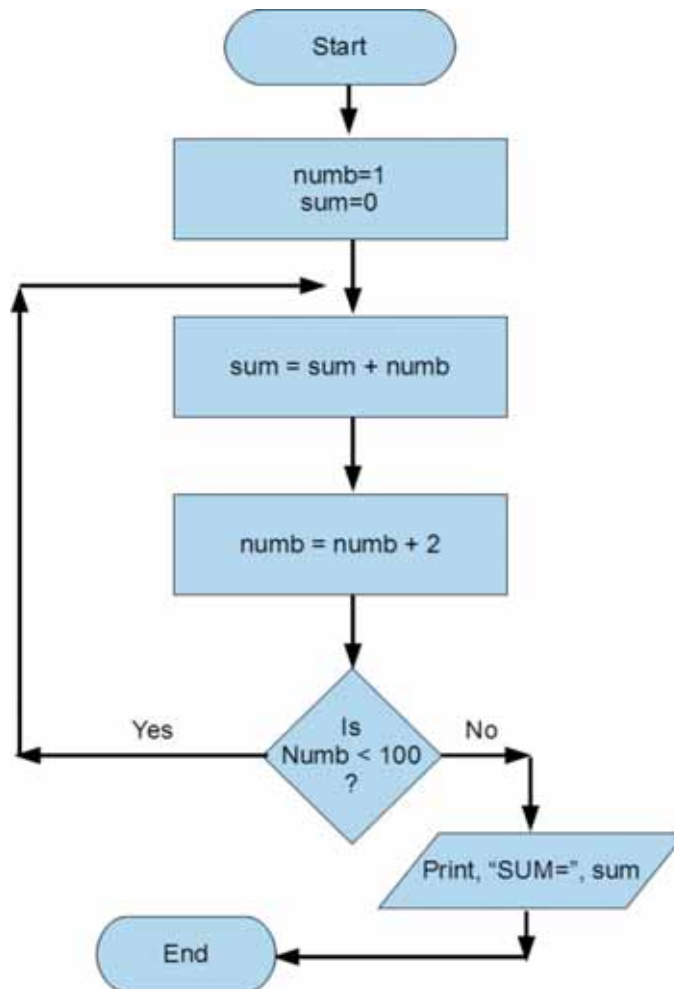 Start
numb=1
sum=0
sum = sum + numb
numb = numb + 2
Is
Numb < 100
?
Yes
No
Print, “SUM=”, sum
End